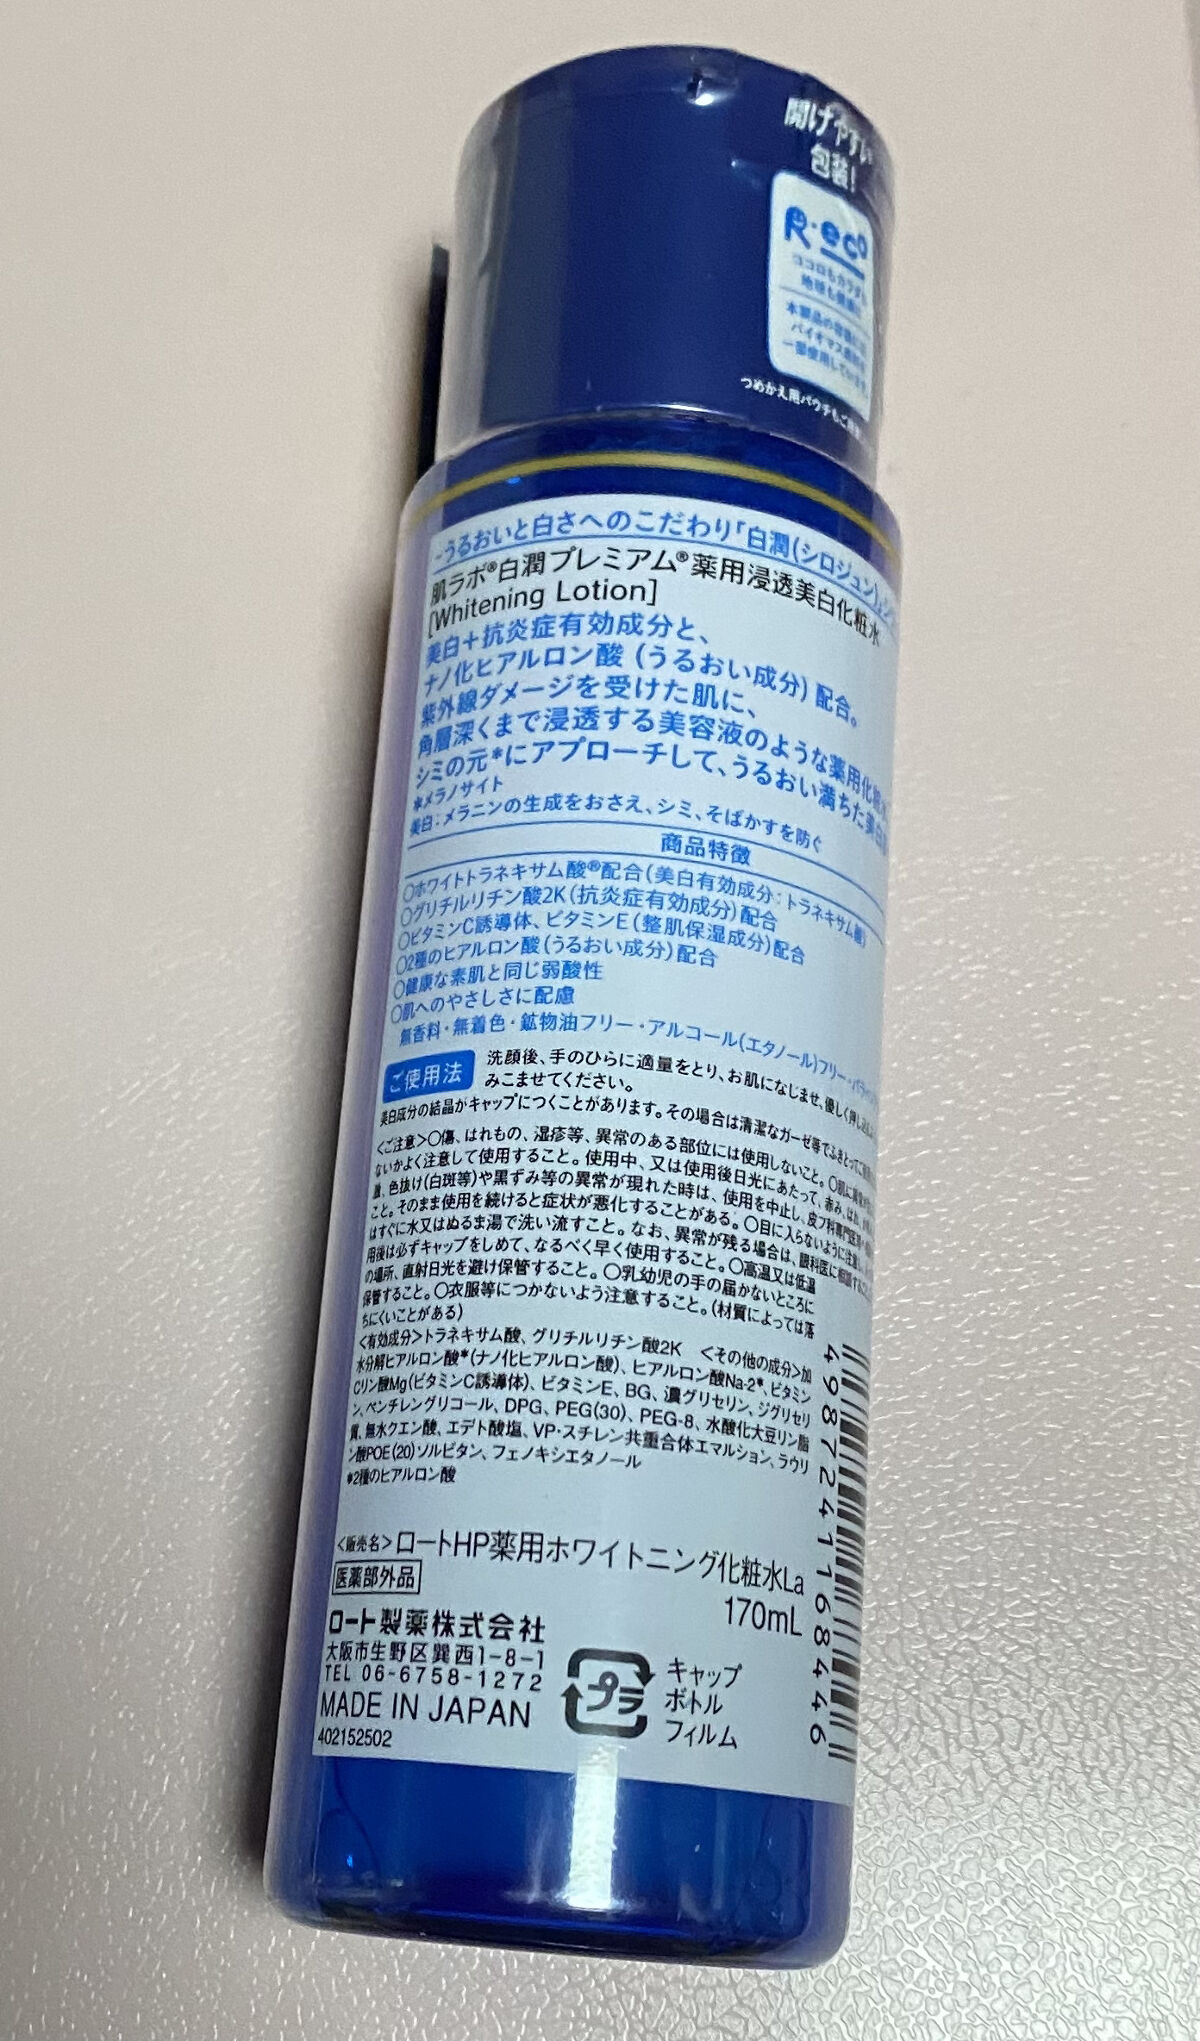 開けやすい
包装!
R・eco
つめかえ用パウチもご
-うるおいと白さへのこだわり「白潤(シロジュン)」シ
肌ラボ®白潤プレミアム®薬用浸透美白化粧水
[Whitening Lotion]
美白+抗炎症有効成分と、
ナノ化ヒアルロン酸(うるおい成分)配合。
紫外線ダメージを受けた肌に、
角層深くまで浸透する美容液のような薬用化粧水
シミの元*にアプローチして、うるおい満ちた美白
*メラノサイト
美白:メラニンの生成をおさえ、シミ、そばかすを防ぐ
商品特徴
○ホワイトトラネキサム酸®配合(美白有効成分:トラネキサム酸)
○グリチルリチン酸2K(抗炎症有効成分)配合
○ビタミンC誘導体、ビタミンE(整肌保湿成分)配合
○2種のヒアルロン酸(うるおい成分)配合
○健康な素肌と同じ弱酸性
○肌へのやさしさに配慮
無香料・無着色・鉱物油フリー・アルコール(エタノール)フリー・パラベン
ご使用法
洗顔後、手のひらに適量をとり、お肌になじませ、優しく押し込む
みこませてください。
美白成分の結晶がキャップにつくことがあります。その場合は清潔なガーゼ等でふきとって
<ご注意>○傷、はれもの、湿疹等、異常のある部位には使用しないこと。○肌に異常が
ないかよく注意して使用すること。使用中、又は使用後日光にあたって、赤み、はれ、
激、色抜け(白斑等)や黒ずみ等の異常が現れた時は、使用を中止し、皮フ科専門医
こと。そのまま使用を続けると症状が悪化することがある。○目に入らないように注意し
はすぐに水又はぬるま湯で洗い流すこと。なお、異常が残る場合は、眼科医に相談すること。
用後は必ずキャップをしめて、なるべく早く使用すること。○高温又は低温
の場所、直射日光を避け保管すること。○乳幼児の手の届かないところに
保管すること。○衣服等につかないよう注意すること。(材質によっては落
ちにくいことがある)
<有効成分>トラネキサム酸、グリチルリチン酸2K <その他の成分>加
水分解ヒアルロン酸*(ナノ化ヒアルロン酸)、ヒアルロン酸Na-2*、ビタミン
Cリン酸Mg(ビタミンC誘導体)、ビタミンE、BG、濃グリセリン、ジグリセリ
ン、ペンチレングリコール、DPG、PEG(30)、PEG-8、水酸化大豆リン脂
質、無水クエン酸、エデト酸塩、VP・スチレン共重合体エマルション、ラウリ
ン酸POE(20)ソルビタン、フェノキシエタノール
*2種のヒアルロン酸
<販売名>ロートHP薬用ホワイトニング化粧水La
170mL
医薬部外品
ロート製薬株式会社
大阪市生野区巽西1-8-1
TEL 06-6758-1272
MADE IN JAPAN
402152502
プラ
キャップ
ボトル
フィルム
4987241168446